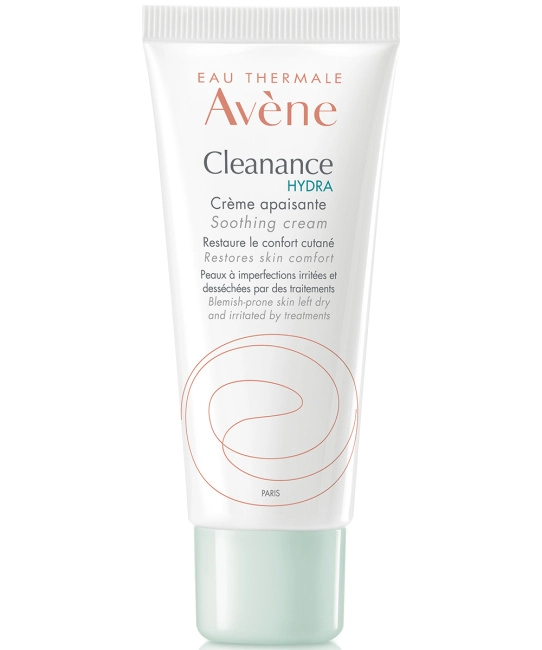 EAU THERMALE
Avène
Cleanance
HYDRA
Crème apaisante
Soothing cream
Restaure le confort cutané
Restores skin comfort
Peaux à imperfections irritées et
desséchées par des traitements
Blemish-prone skin left dry
and irritated by treatments
PARIS